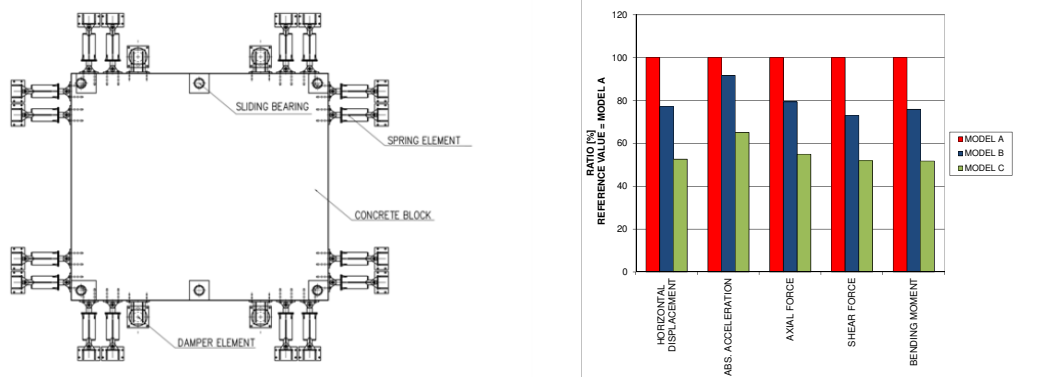 SLIDING BEARING
SPRING ELEMENT
CONCRETE BLOCK
DAMPER ELEMENT
RATIO [%]
REFERENCE VALUE = MODEL A
120
100
80
60
40
20
0
HORIZONTAL
DISPLACEMENT
ABS. ACCELERATION
AXIAL FORCE
SHEAR FORCE
BENDING MOMENT
MODEL A
MODEL B
MODEL C